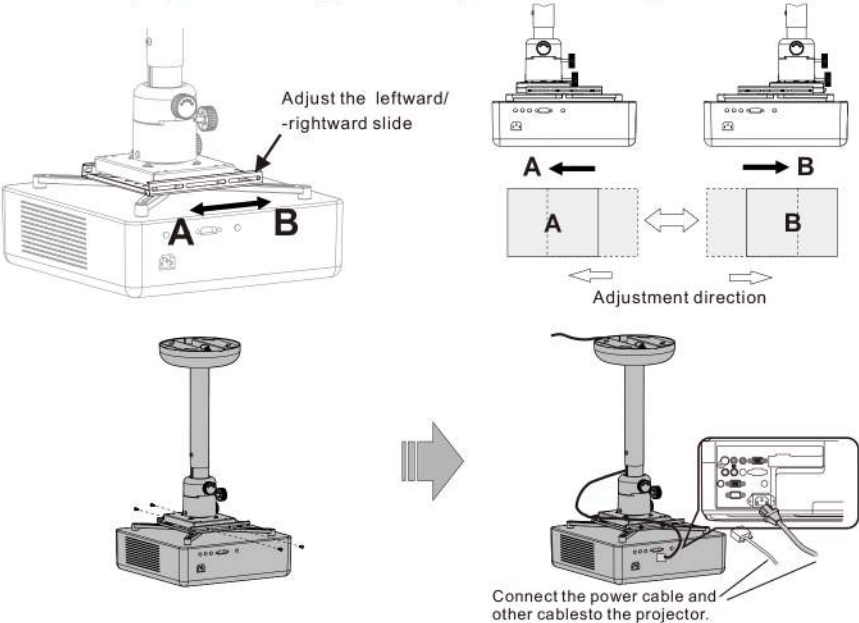 Adjust the leftward/
-rightward slide
A B
A
B
A
B
Adjustment direction
Connect the power cable and
other cablesto the projector.